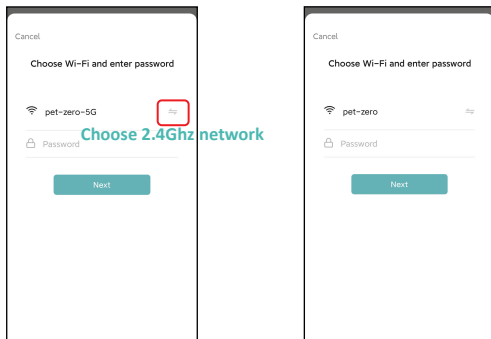 Cancel
Choose Wi-Fi and enter password
pet-zero-5G
Choose 2.4Ghz network
Password
Next
Cancel
Choose Wi-Fi and enter password
pet-zero
Password
Next